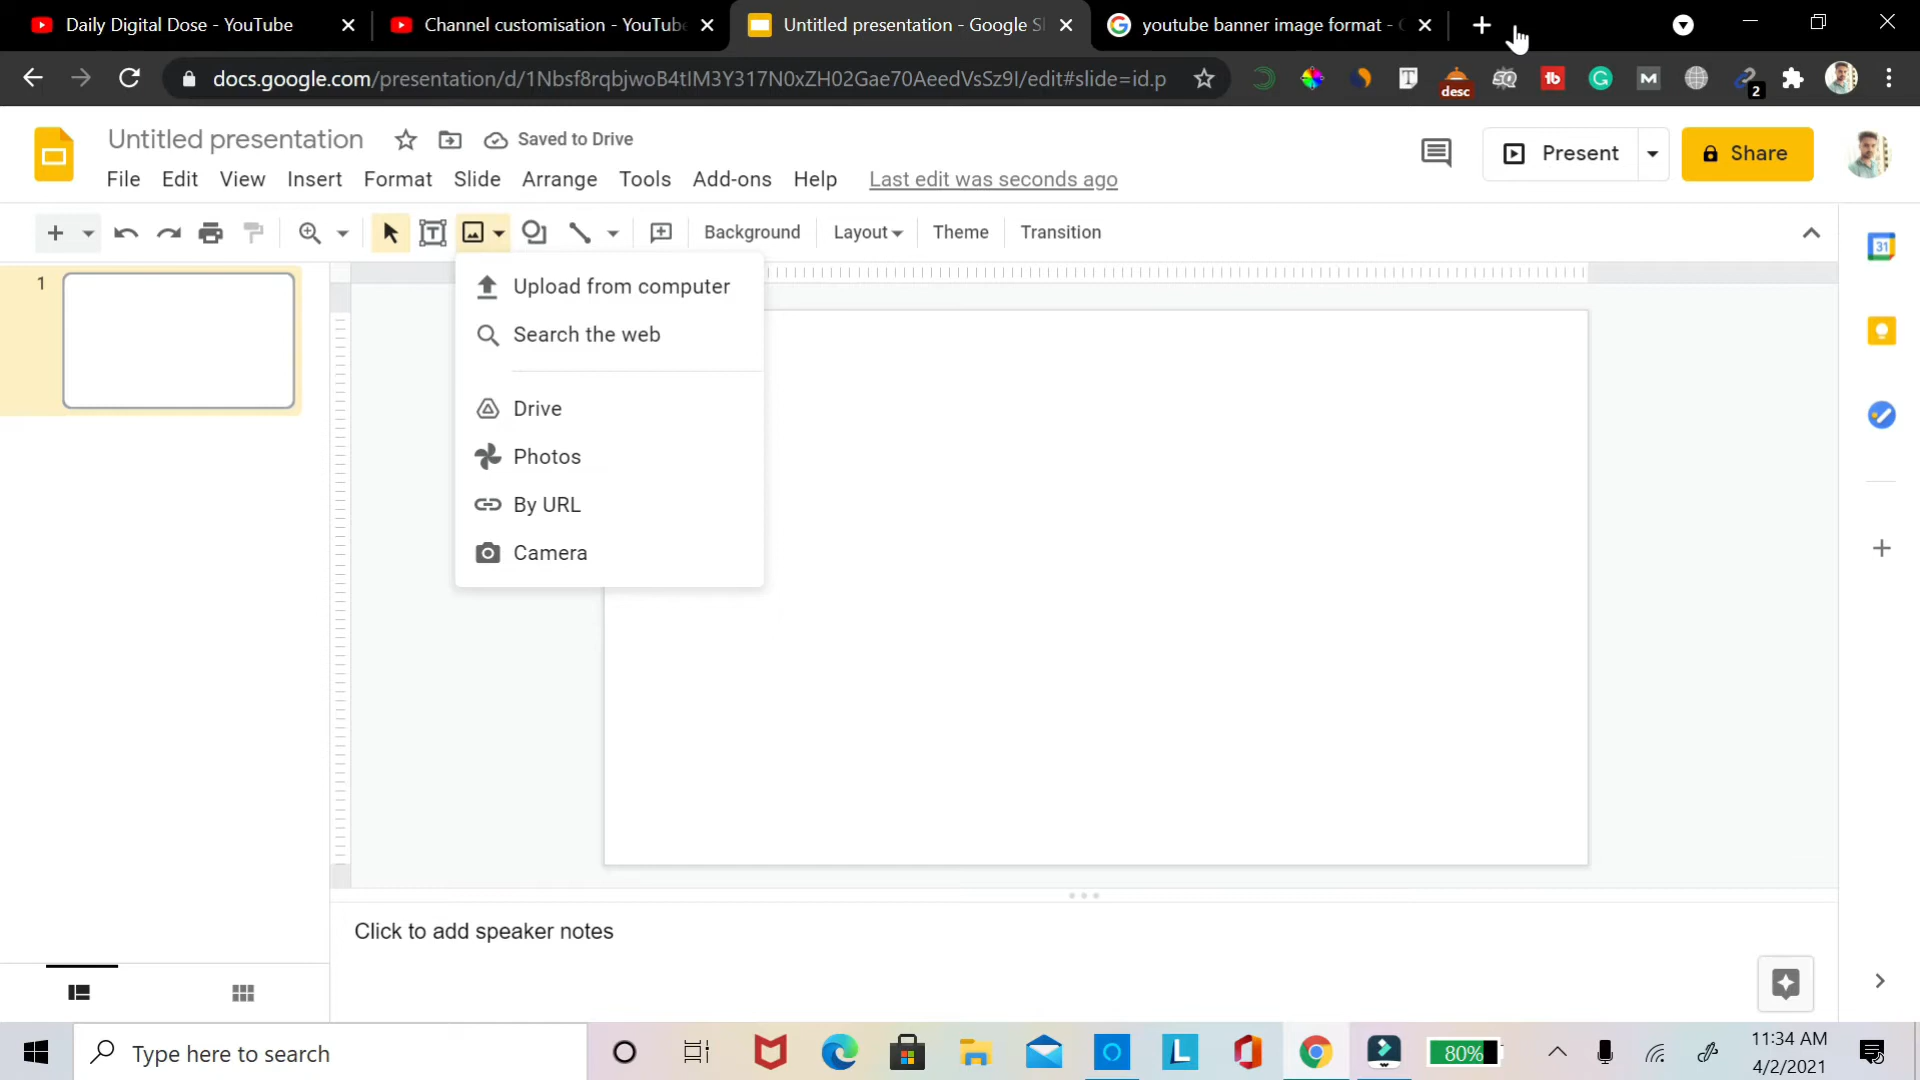 Daily Digital Dose - YouTube
Channel customisation - YouTube
Untitled presentation - Google Sl
youtube banner image format -
docs.google.com/presentation/d/1Nbsf8rqbjwoB4tIM3Y317N0xZH02Gae70AeedVsSz9I/edit#slide=id.p
desc
SQ
tb
G
M
2
Untitled presentation
Saved to Drive
Present
Share
File Edit View Insert Format Slide Arrange Tools Add-ons Help Last edit was seconds ago
Background Layout Theme Transition
31
1
Upload from computer
Search the web
Drive
Photos
By URL
Camera
Click to add speaker notes
Type here to search
L
80%
11:34 AM
4/2/2021